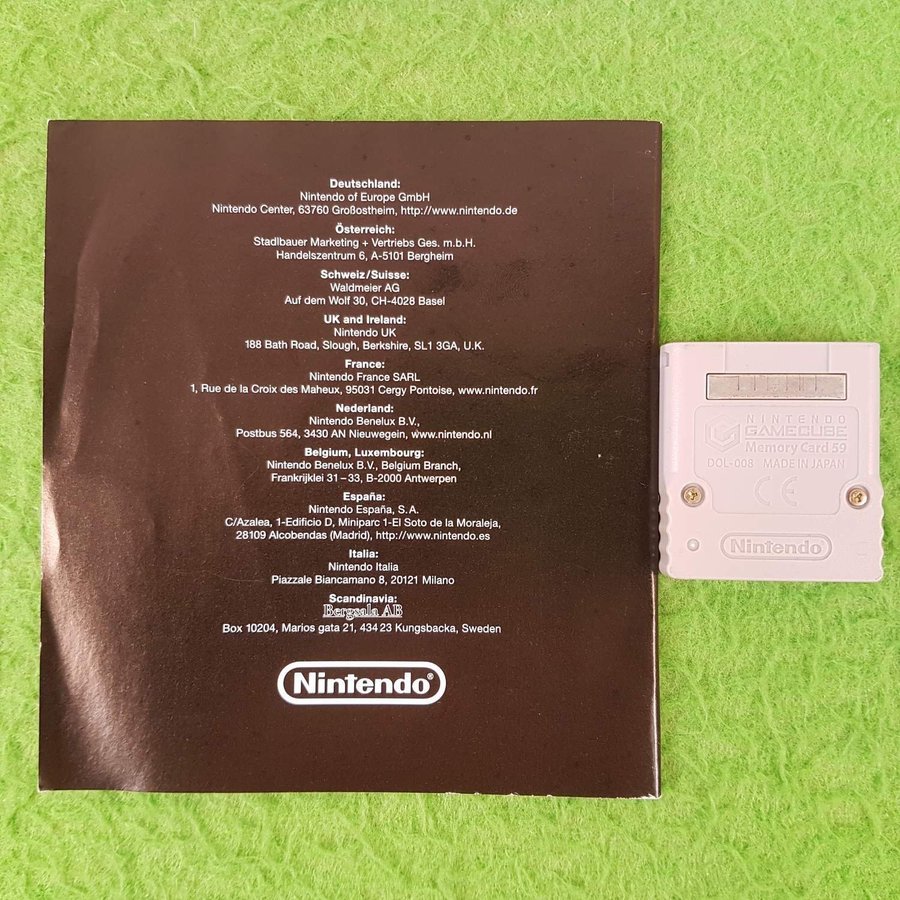 Deutschland:
Nintendo of Europe GmbH
Nintendo Center, 63760 Großostheim, http://www.nintendo.de
Österreich:
Stadlbauer Marketing + Vertriebs Ges. m.b.H.
Handelszentrum 6, A-5101 Bergheim
Schweiz/Suisse:
Waldmeier AG
Auf dem Wolf 30, CH-4028 Basel
UK and Ireland:
Nintendo UK
188 Bath Road, Slough, Berkshire, SL1 3GA, U.K.
France:
Nintendo France SARL
1, Rue de la Croix des Maheux, 95031 Cergy Pontoise, www.nintendo.fr
Nederland:
Nintendo Benelux B.V.,
Postbus 564, 3430 AN Nieuwegein, www.nintendo.nl
Belgium, Luxembourg:
Nintendo Benelux B.V., Belgium Branch,
Frankrijklei 31–33, B-2000 Antwerpen
España:
Nintendo España, S.A.
C/Azalea, 1-Edificio D, Miniparc 1-El Soto de la Moraleja,
28109 Alcobendas (Madrid), http://www.nintendo.es
Italia:
Nintendo Italia
Piazzale Biancamano 8, 20121 Milano
Scandinavia:
Bergsala AB
Box 10204, Marios gata 21, 434 23 Kungsbacka, Sweden
Nintendo®
NINTENDO
GAMECUBE
Memory Card 59
DOL-008 MADE IN JAPAN
CE
Nintendo